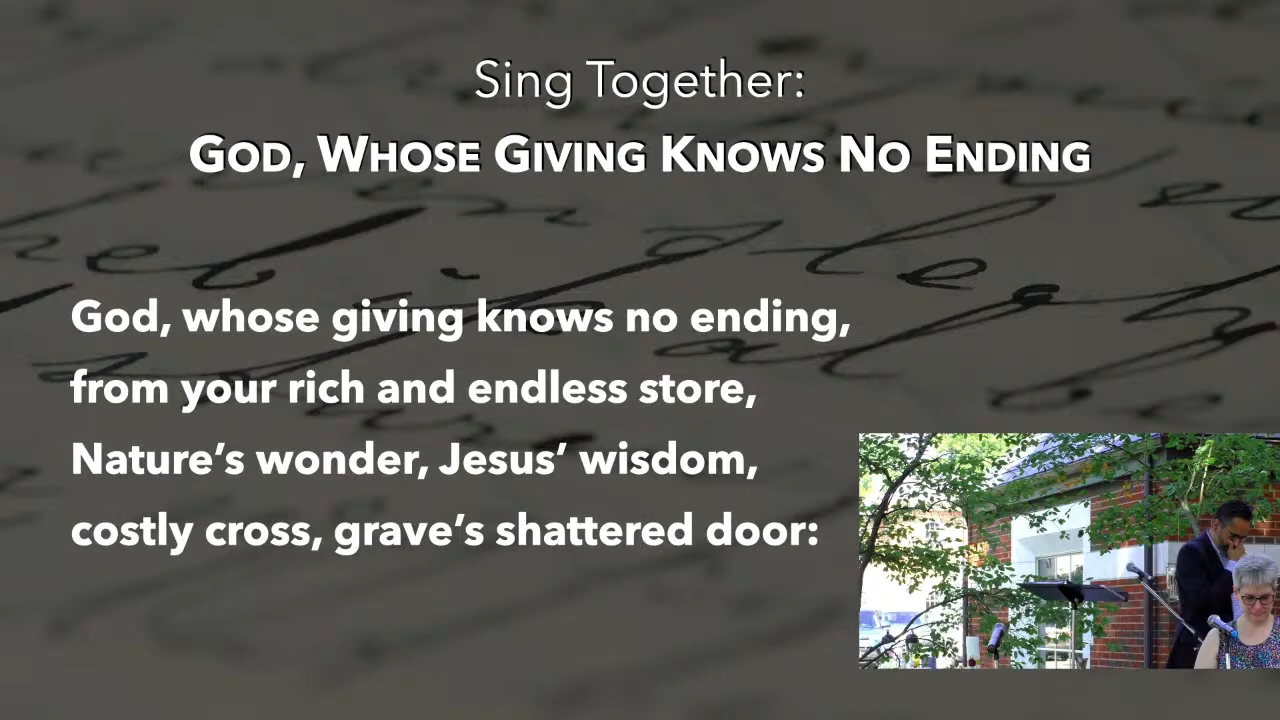 Sing Together:
GOD, WHOSE GIVING KNOWS NO ENDING
God, whose giving knows no ending,
from your rich and endless store,
Nature’s wonder, Jesus’ wisdom,
costly cross, grave’s shattered door: